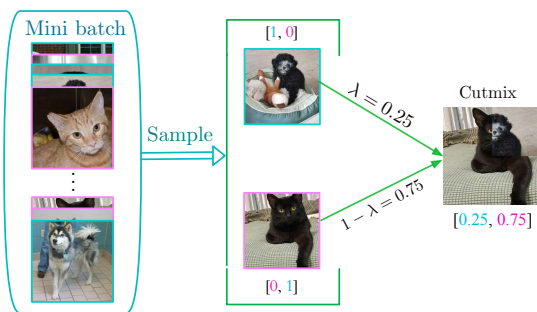 Mini batch
Sample
[1, 0]
[0, 1]
λ = 0.25
1 − λ = 0.75
Cutmix
[0.25, 0.75]